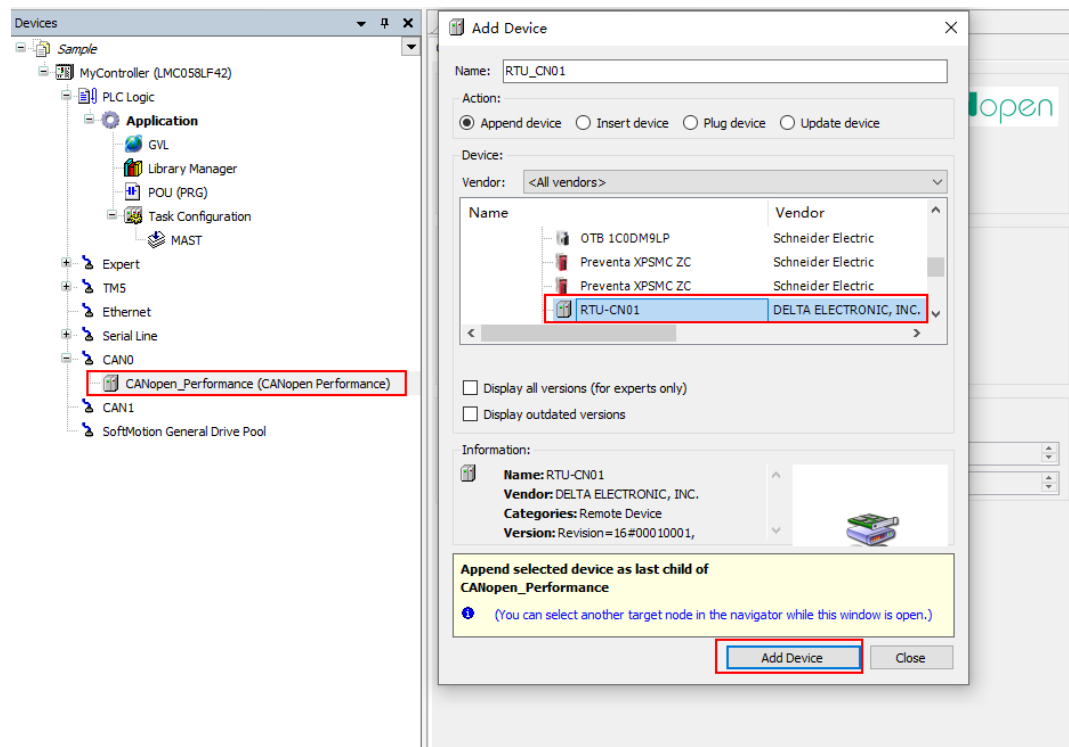 Devices
Sample
MyController (LMC058LF42)
PLC Logic
Application
GVL
Library Manager
POU (PRG)
Task Configuration
MAST
Expert
TM5
Ethernet
Serial Line
CAN0
CANopen_Performance (CANopen Performance)
CAN1
SoftMotion General Drive Pool
Add Device
Name: RTU_CN01
Action:
Append device Insert device Plug device Update device
Device:
Vendor: <All vendors>
Name Vendor
OTB 1C0DM9LP Schneider Electric
Preventa XPSMC ZC Schneider Electric
Preventa XPSMC ZC Schneider Electric
RTU-CN01 DELTA ELECTRONIC, INC.
Display all versions (for experts only)
Display outdated versions
Information:
Name: RTU-CN01
Vendor: DELTA ELECTRONIC, INC.
Categories: Remote Device
Version: Revision=16#00010001,
Append selected device as last child of
CANopen_Performance
(You can select another target node in the navigator while this window is open.)
Add Device Close
open